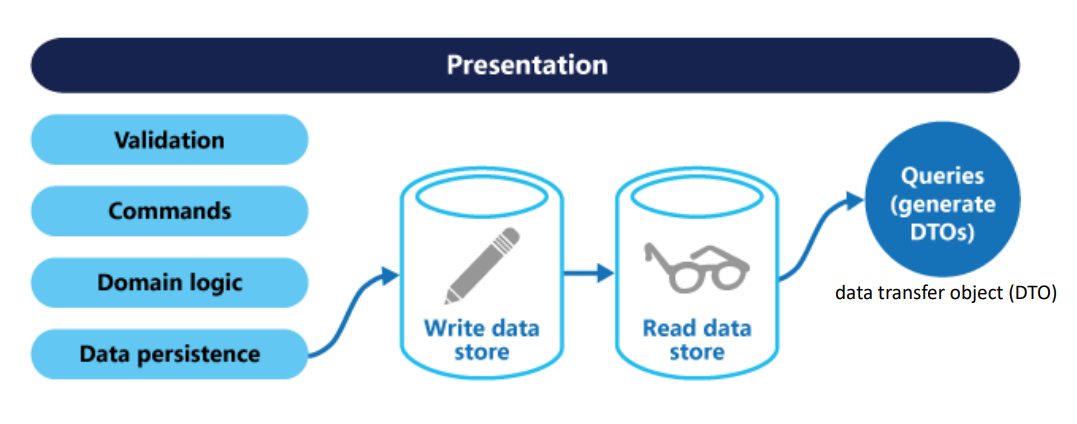 Presentation
Validation
Commands
Domain logic
Data persistence
Write data
store
Read data
store
Queries
(generate
DTOs)
data transfer object (DTO)